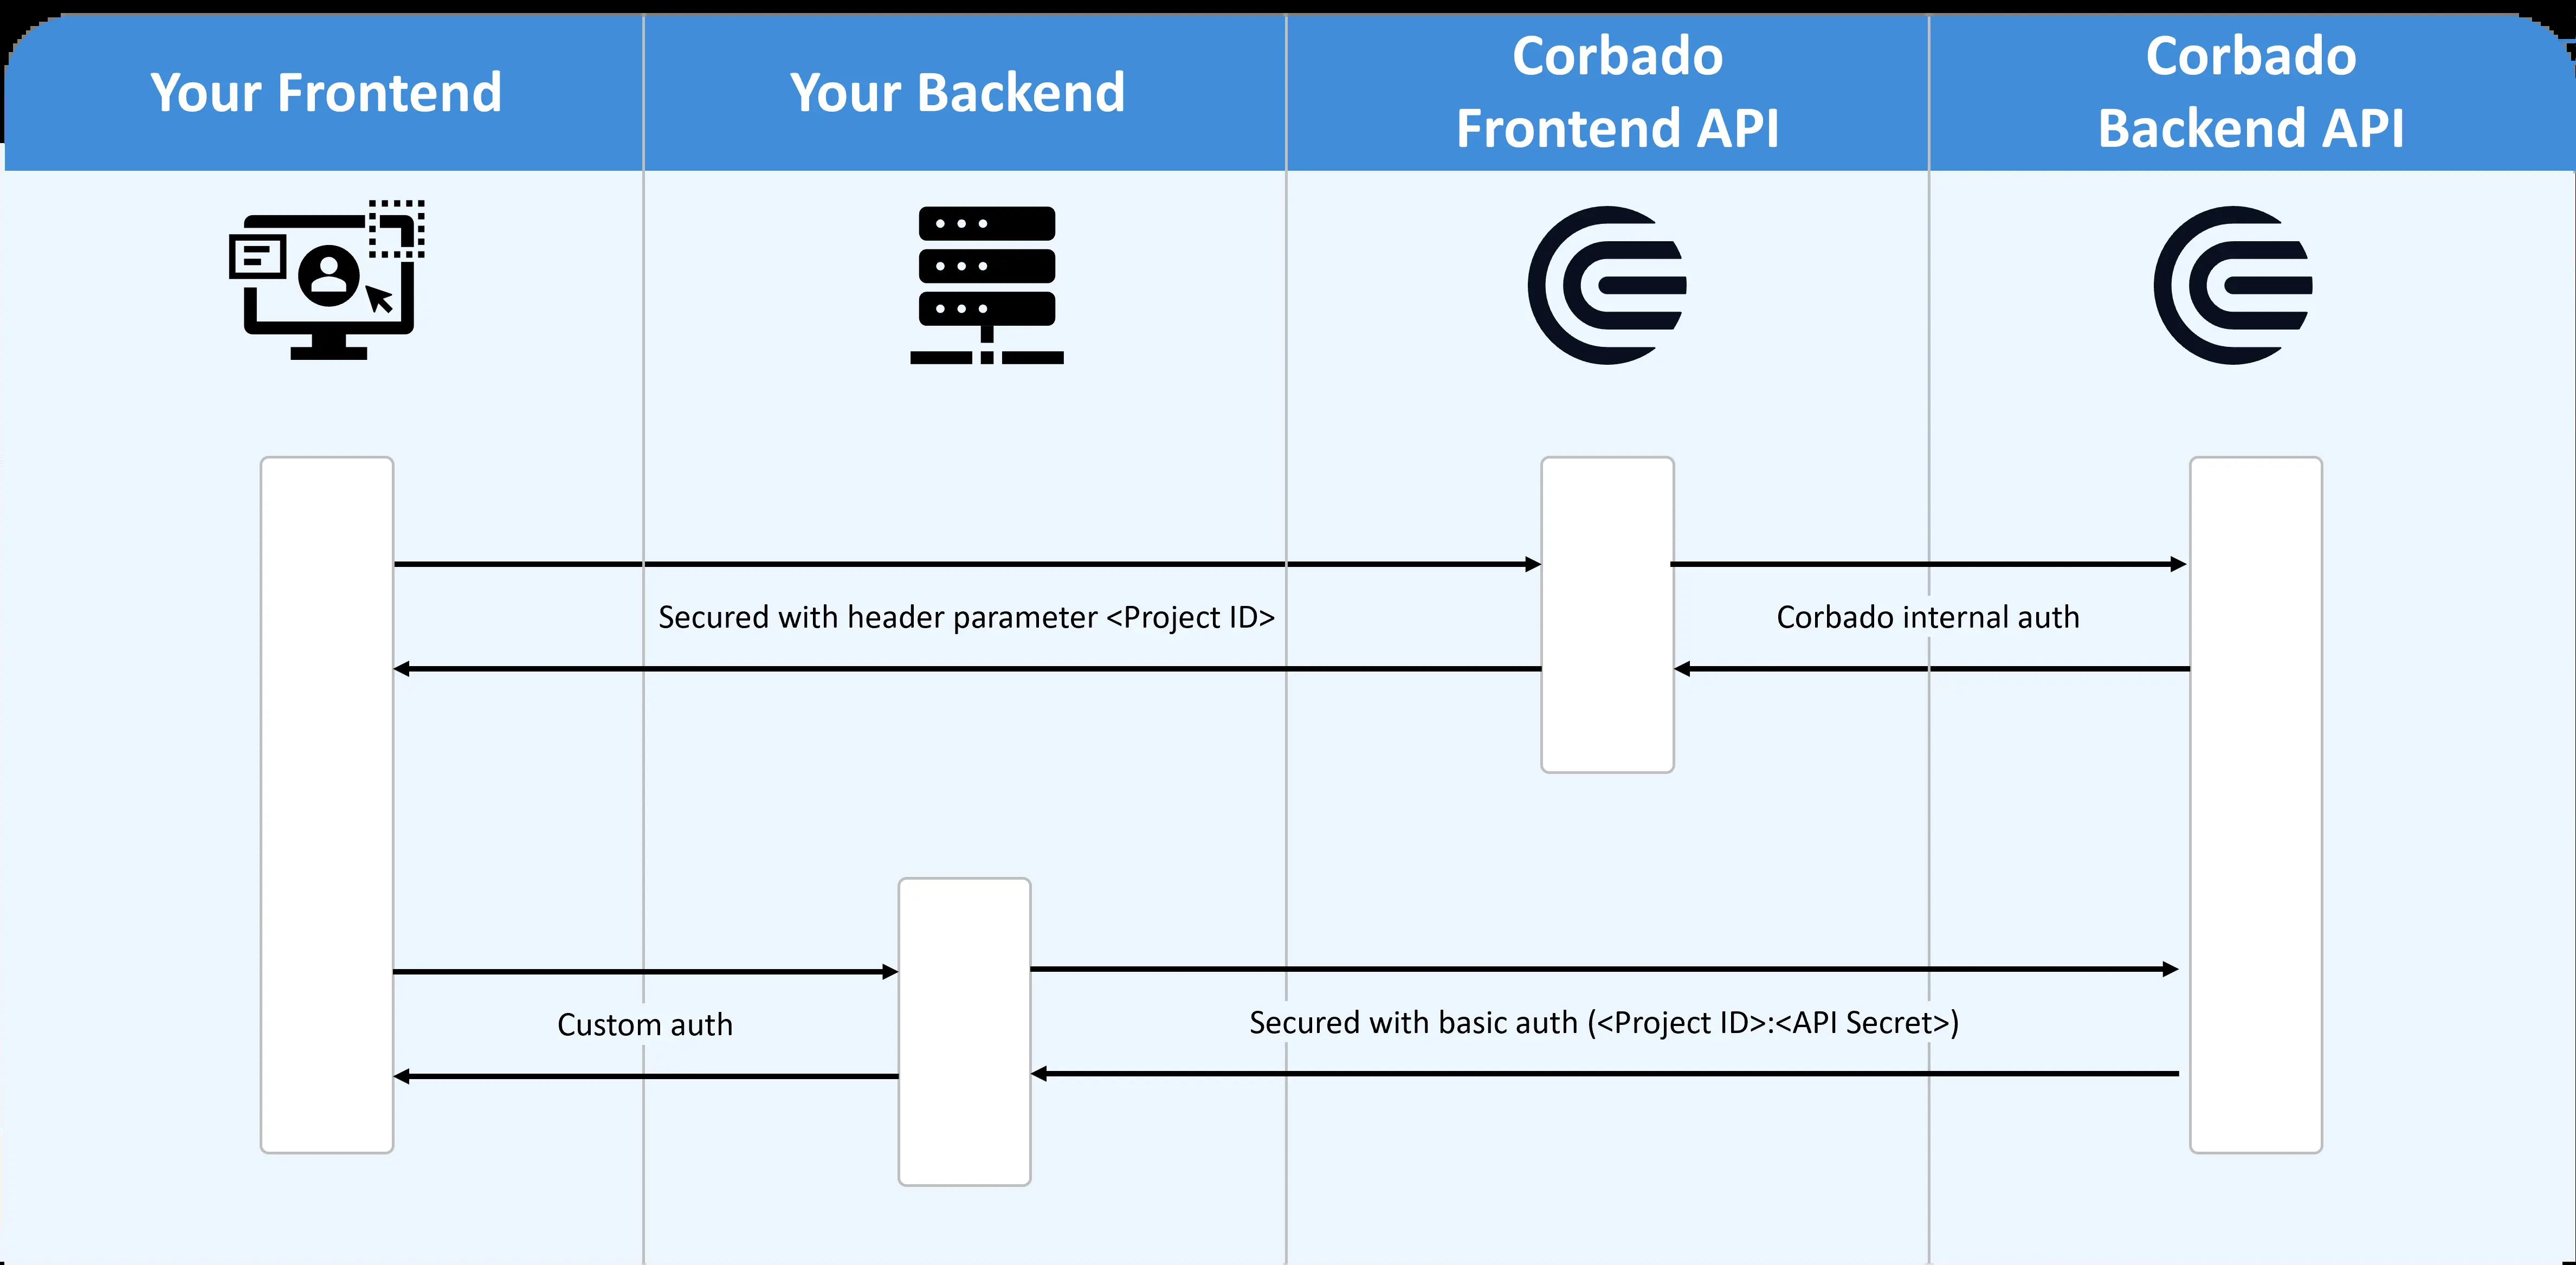 Your Frontend
Your Backend
Corbado
Frontend API
Corbado
Backend API
Secured with header parameter <Project ID>
Corbado internal auth
Custom auth
Secured with basic auth (<Project ID>:<API Secret>)